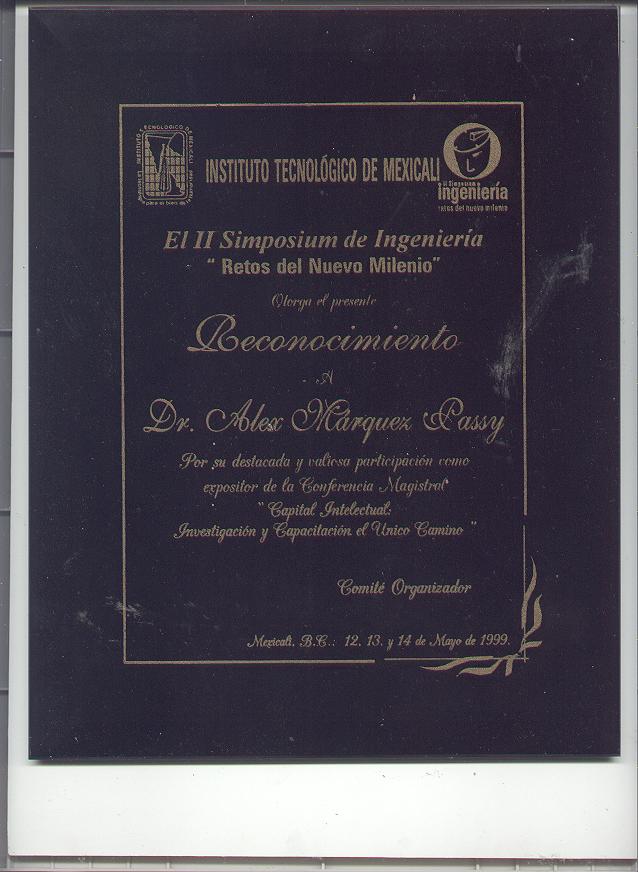 INSTITUTO TECNOLÓGICO DE MEXICALI
II Simposium
ingeniería
retos del nuevo milenio
El II Simposium de Ingeniería
" Retos del Nuevo Milenio"
Otorga el presente
Reconocimiento
A
Dr. Alex Márquez Passy
Por su destacada y valiosa participación como
expositor de la Conferencia Magistral
" Capital Intelectual:
Investigación y Capacitación el Unico Camino "
Comité Organizador
Mexicali, B.C.; 12, 13, y 14 de Mayo de 1999.